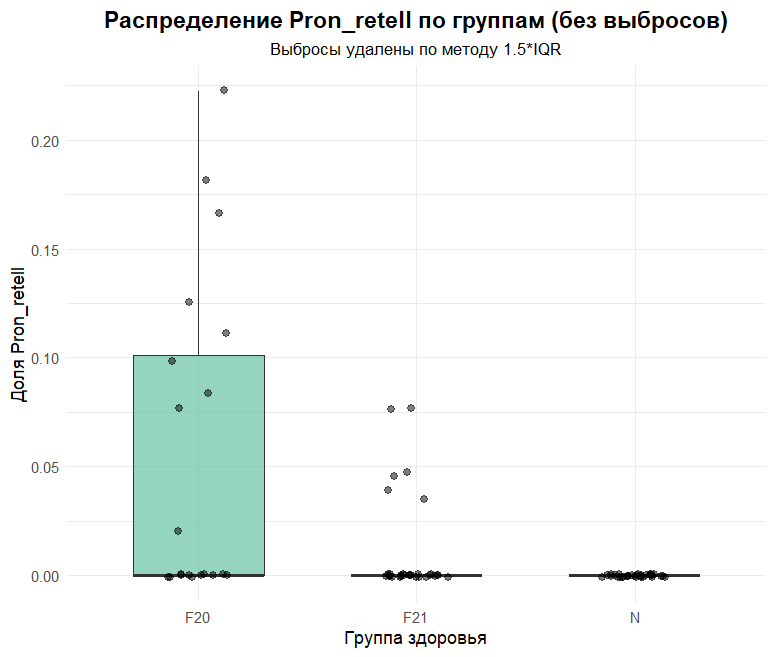 Распределение Pron_retell по группам (без выбросов)
Выбросы удалены по методу 1.5*IQR
Доля Pron_retell
0.20
0.15
0.10
0.05
0.00
F20 F21 N
Группа здоровья